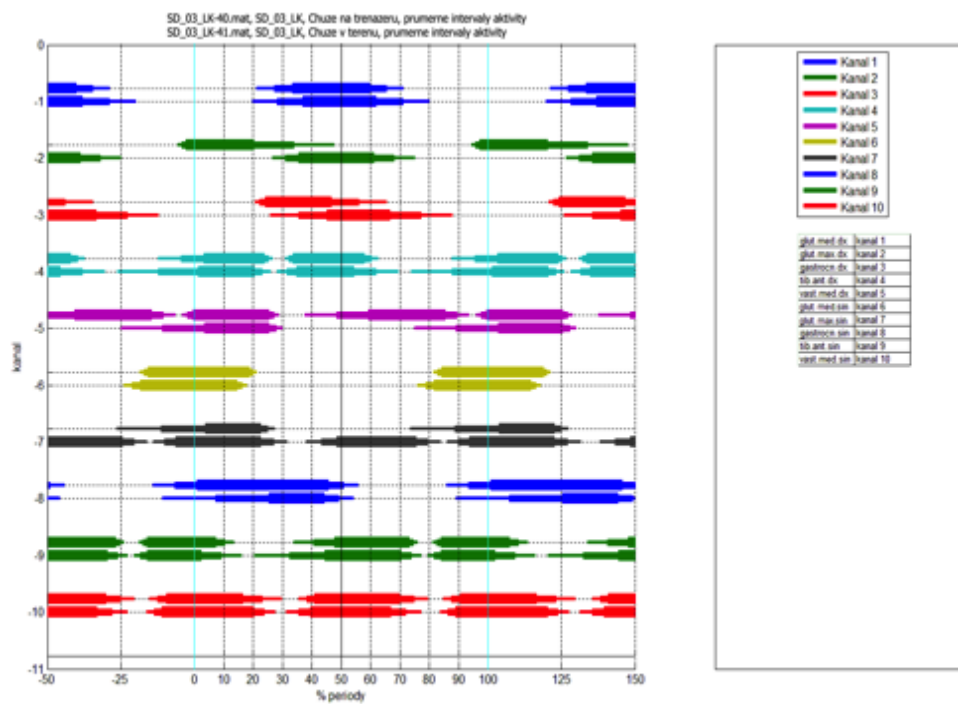 SD_03_LK-40.mat, SD_03_LK, Chuze na trenazeru, prumerne intervaly aktivity
SD_03_LK-41.mat, SD_03_LK, Chuze v terenu, prumerne intervaly aktivity
0
-1
-2
-3
-4
-5
-6
-7
-8
-9
-10
-11
kanal
-50 -25 0 10 20 30 40 50 60 70 80 90 100 125 150
% periody
Kanal 1
Kanal 2
Kanal 3
Kanal 4
Kanal 5
Kanal 6
Kanal 7
Kanal 8
Kanal 9
Kanal 10
glut.med.dx kanal 1
glut.max.dx kanal 2
gastrocn.dx kanal 3
tib.ant.dx kanal 4
vast.med.dx kanal 5
glut.med.sin kanal 6
glut.max.sin kanal 7
gastrocn.sin kanal 8
tib.ant.sin kanal 9
vast.med.sin kanal 10